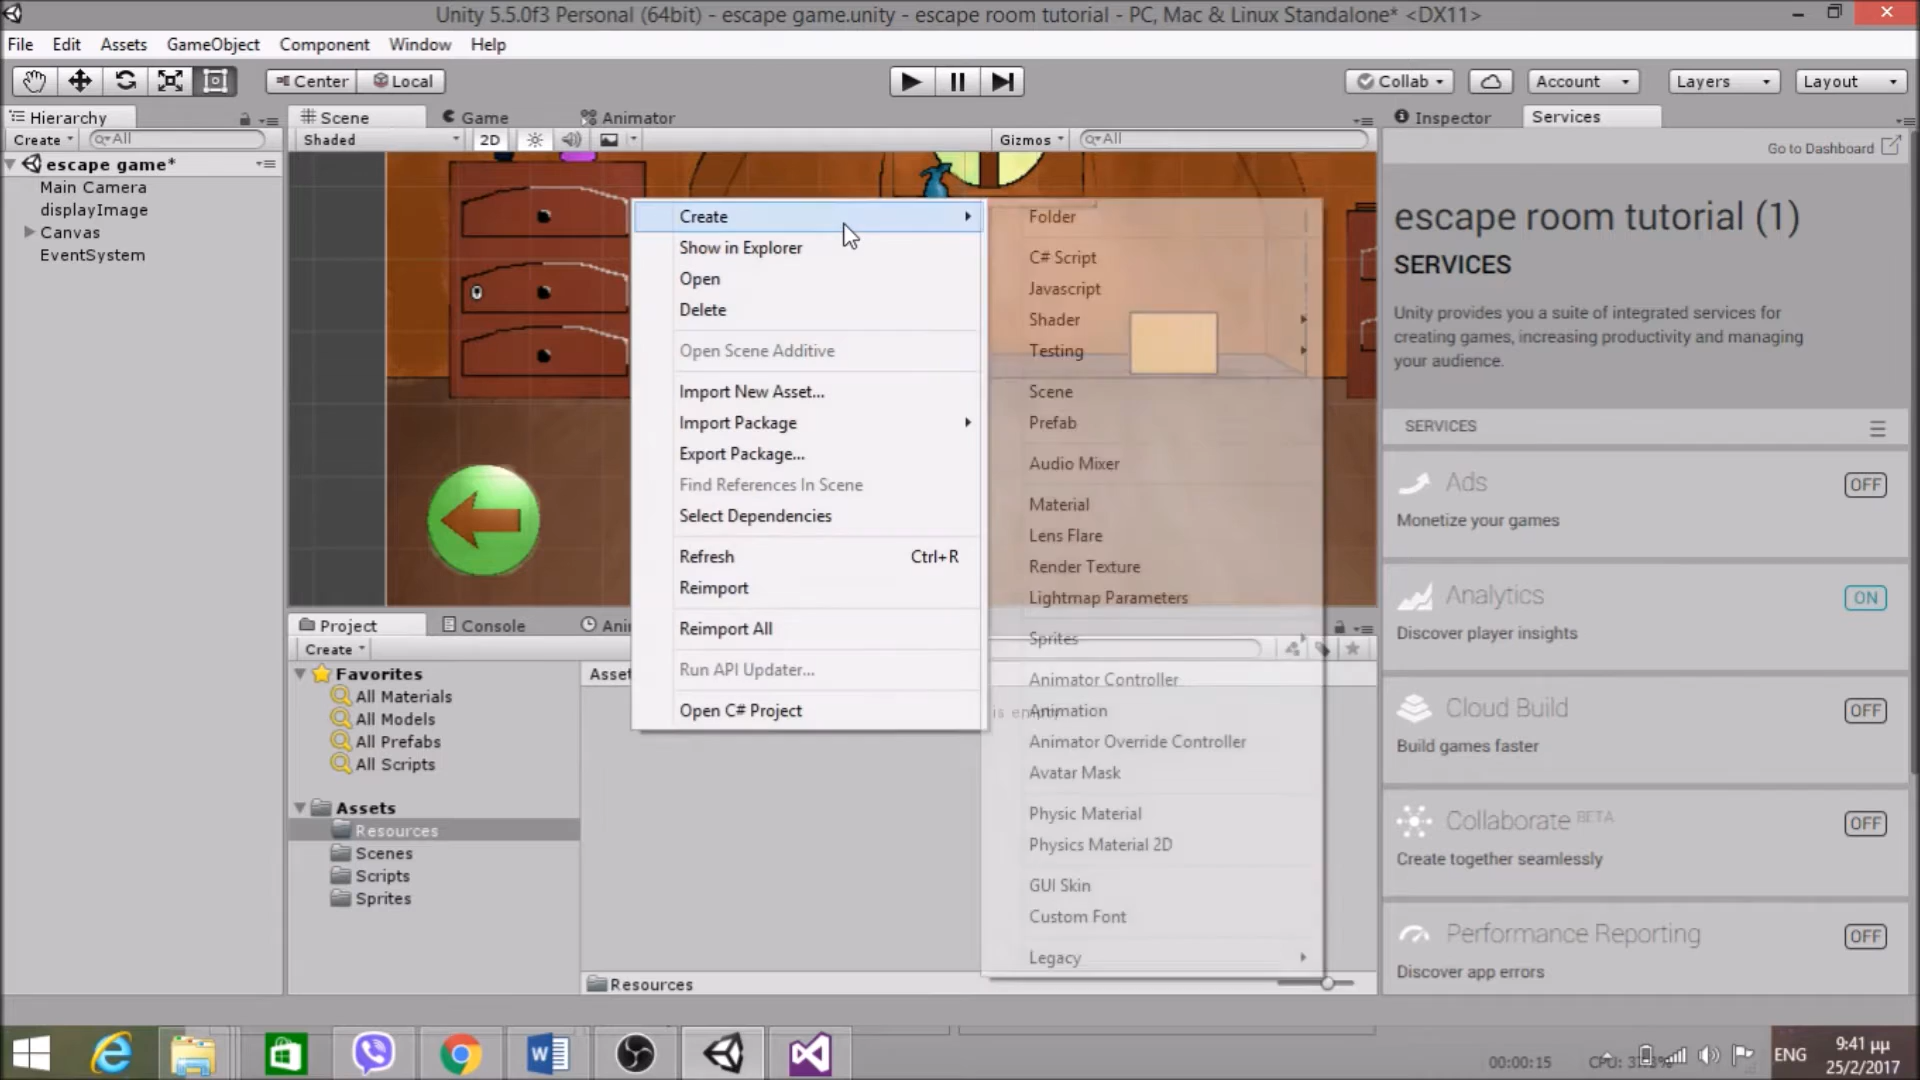 Unity 5.5.0f3 Personal (64bit) - escape game.unity - escape room tutorial - PC, Mac & Linux Standalone* <DX11>
File Edit Assets GameObject Component Window Help
Center Local Collab Account Layers Layout
Hierarchy Scene Game Animator Inspector Services
Create All Shaded 2D Gizmos All
Go to Dashboard
escape game*
Main Camera
displayImage
Canvas
EventSystem
Create
Show in Explorer
Open
Delete
Open Scene Additive
Import New Asset...
Import Package
Export Package...
Find References In Scene
Select Dependencies
Refresh Ctrl+R
Reimport
Reimport All
Run API Updater...
Open C# Project
Folder
C# Script
Javascript
Shader
Testing
Scene
Prefab
Audio Mixer
Material
Lens Flare
Render Texture
Lightmap Parameters
Sprites
Animator Controller
Animation
Animator Override Controller
Avatar Mask
Physic Material
Physics Material 2D
GUI Skin
Custom Font
Legacy
escape room tutorial (1)
SERVICES
Unity provides you a suite of integrated services for
creating games, increasing productivity and managing
your audience.
SERVICES
Ads OFF
Monetize your games
Analytics ON
Discover player insights
Cloud Build OFF
Build games faster
Collaborate BETA OFF
Create together seamlessly
Performance Reporting OFF
Discover app errors
Project Console
Create
Favorites
All Materials
All Models
All Prefabs
All Scripts
Assets
Resources
Scenes
Scripts
Sprites
is empty
Resources
00:00:15 CPU:
ENG
9:41 μμ
25/2/2017